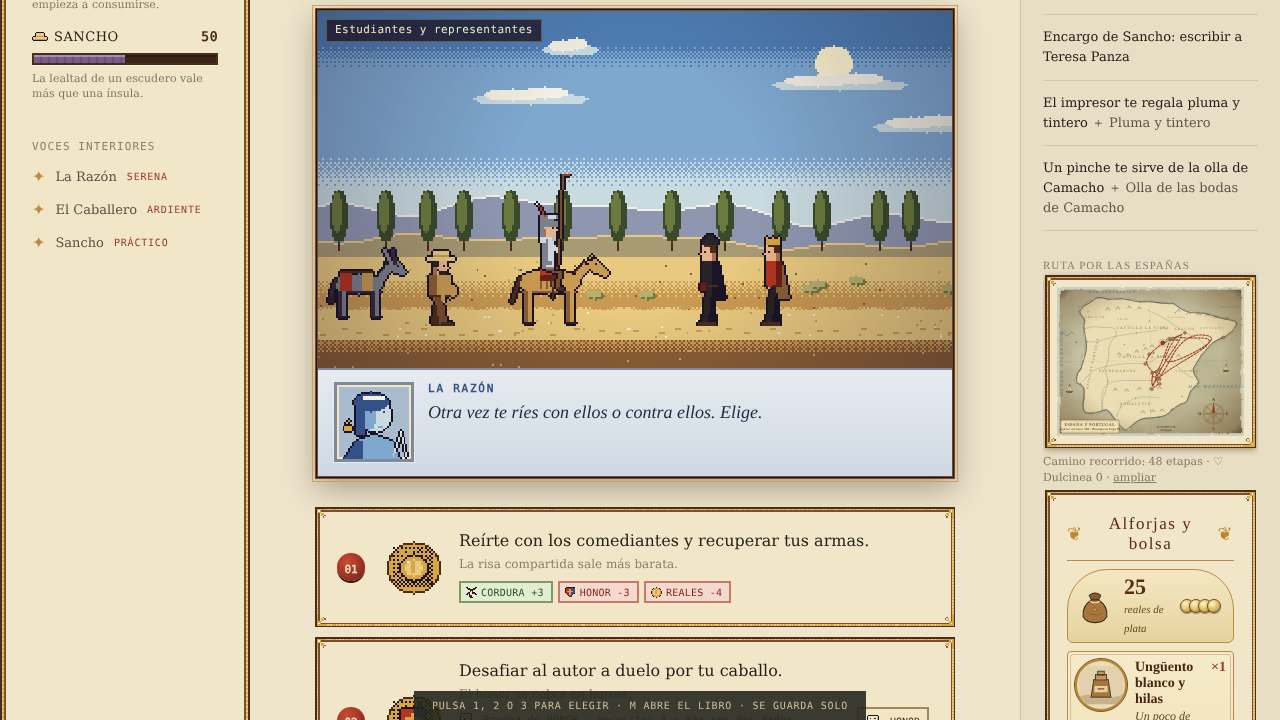 empieza a consumirse.
SANCHO 50
La lealtad de un escudero vale
más que una ínsula.
VOCES INTERIORES
La Razón SERENA
El Caballero ARDIENTE
Sancho PRÁCTICO
Estudiantes y representantes
LA RAZÓN
Otra vez te ríes con ellos o contra ellos. Elige.
01
Reírte con los comediantes y recuperar tus armas.
La risa compartida sale más barata.
CORDURA +3 HONOR -3 REALES -4
Desafiar al autor a duelo por tu caballo.
PULSA 1, 2 O 3 PARA ELEGIR · M ABRE EL LIBRO · SE GUARDA SOLO
Encargo de Sancho: escribir a
Teresa Panza
El impresor te regala pluma y
tintero + Pluma y tintero
Un pinche te sirve de la olla de
Camacho + Olla de las bodas
de Camacho
RUTA POR LAS ESPAÑAS
ESPAÑA Y PORTUGAL
Camino recorrido: 48 etapas · ♡
Dulcinea 0 · ampliar
Alforjas y
bolsa
25
reales de
plata
Ungüento ×1
blanco y
hilas
Un poco de